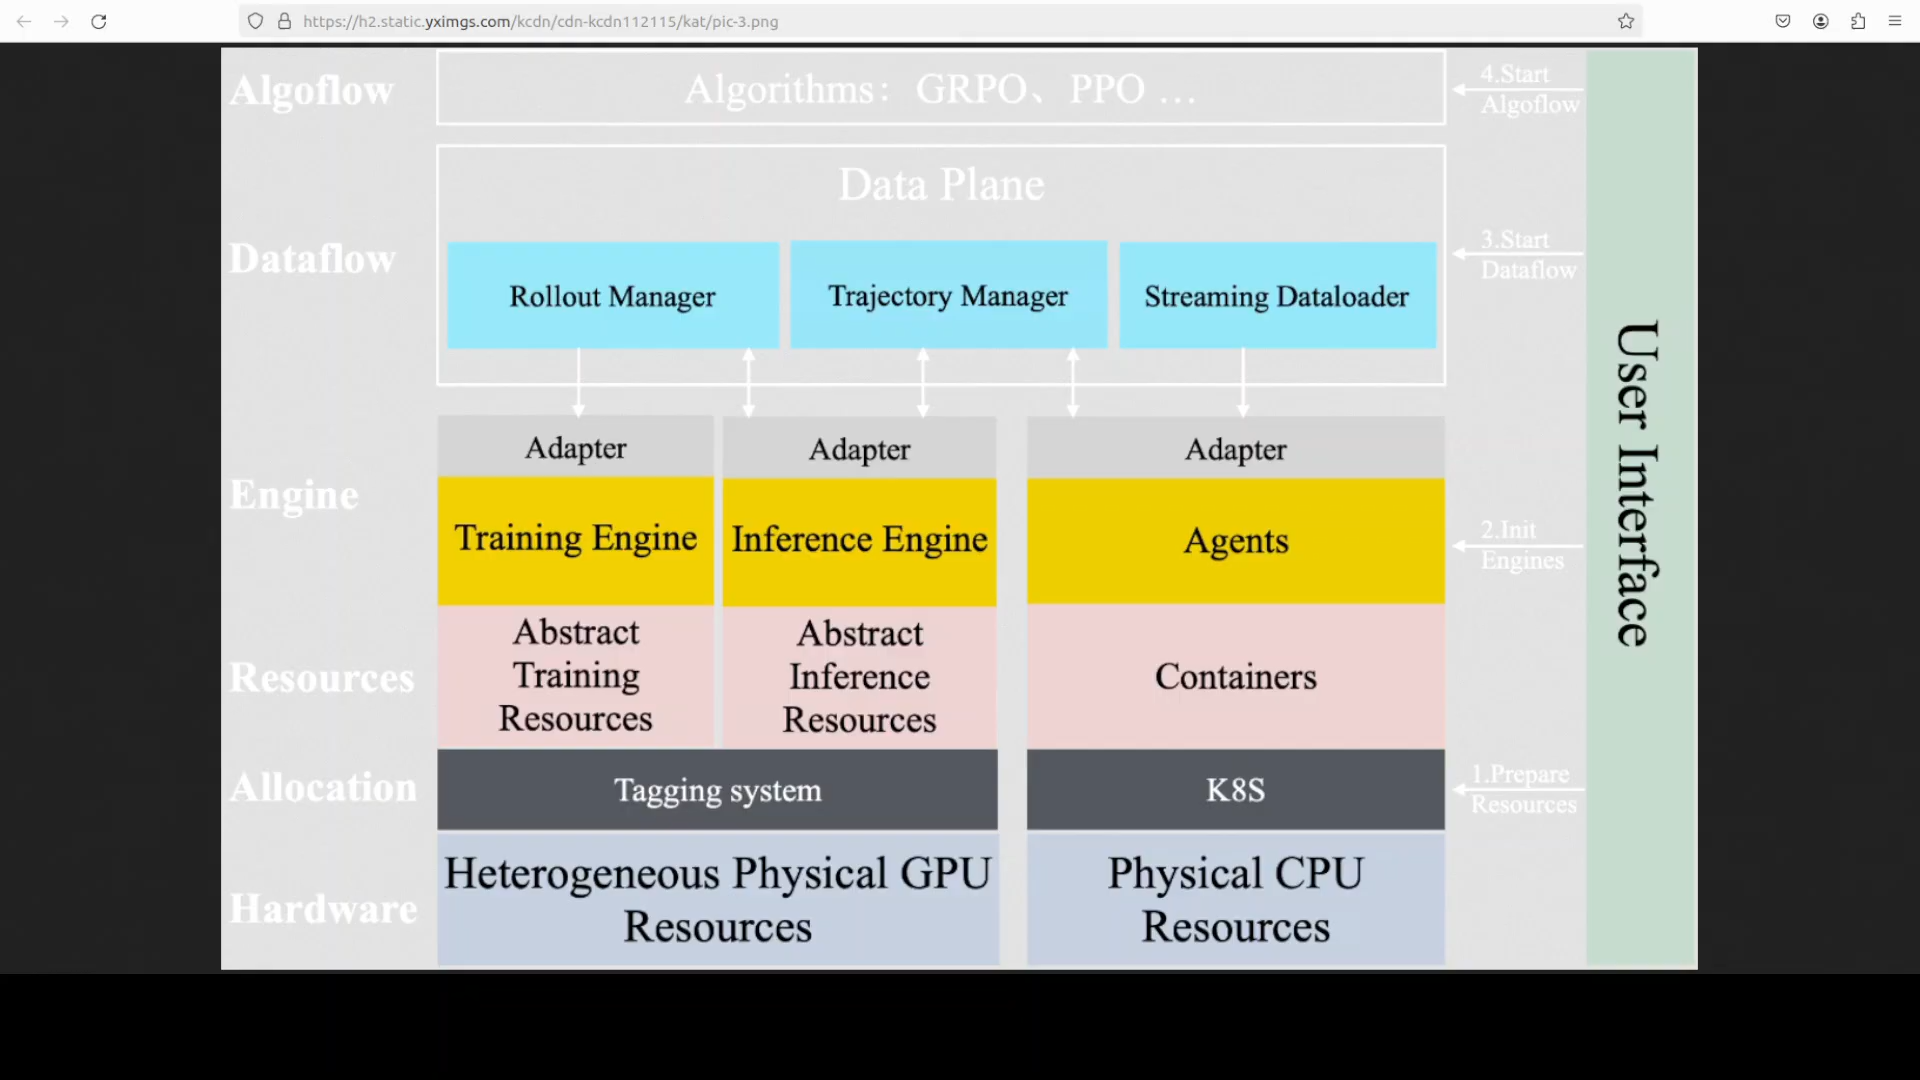 https://h2.static.yximgs.com/kcdn/cdn-kcdn112115/kat/pic-3.png
Algoflow
Algorithms：GRPO、PPO …
4.Start
Algoflow
Data Plane
Dataflow
Rollout Manager
Trajectory Manager
Streaming Dataloader
3.Start
Dataflow
Engine
Adapter
Adapter
Adapter
Training Engine
Inference Engine
Agents
2.Init
Engines
Resources
Abstract
Training
Resources
Abstract
Inference
Resources
Containers
Allocation
Tagging system
K8S
1.Prepare
Resources
Hardware
Heterogeneous Physical GPU
Resources
Physical CPU
Resources
User Interface